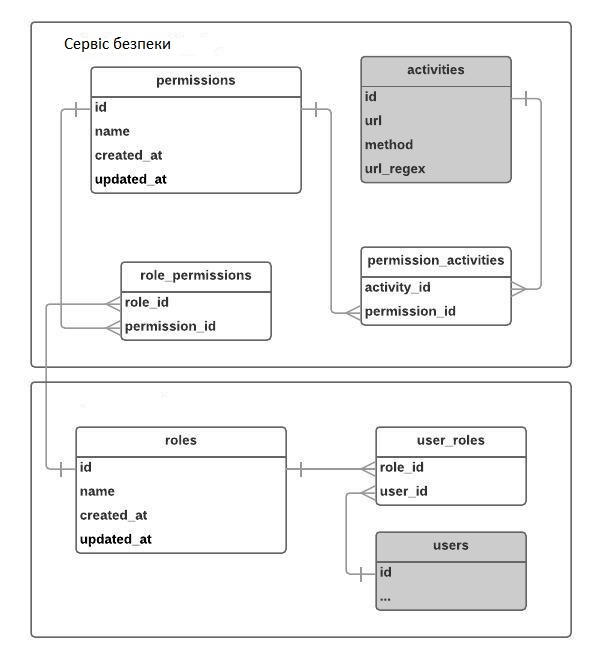 Сервіс безпеки
permissions
id
name
created_at
updated_at
activities
id
url
method
url_regex
role_permissions
role_id
permission_id
permission_activities
activity_id
permission_id
roles
id
name
created_at
updated_at
user_roles
role_id
user_id
users
id
...